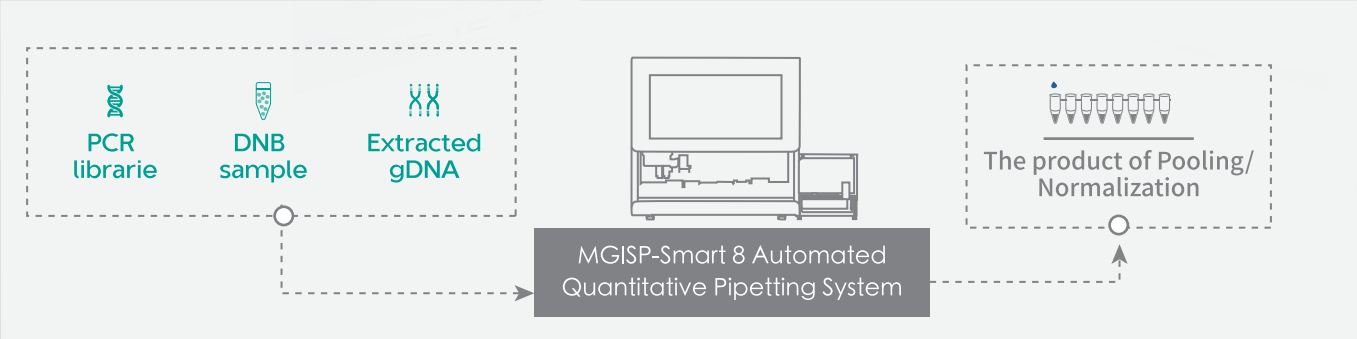 PCR
librarie
DNB
sample
Extracted
gDNA
MGISP-Smart 8 Automated
Quantitative Pipetting System
The product of Pooling/
Normalization